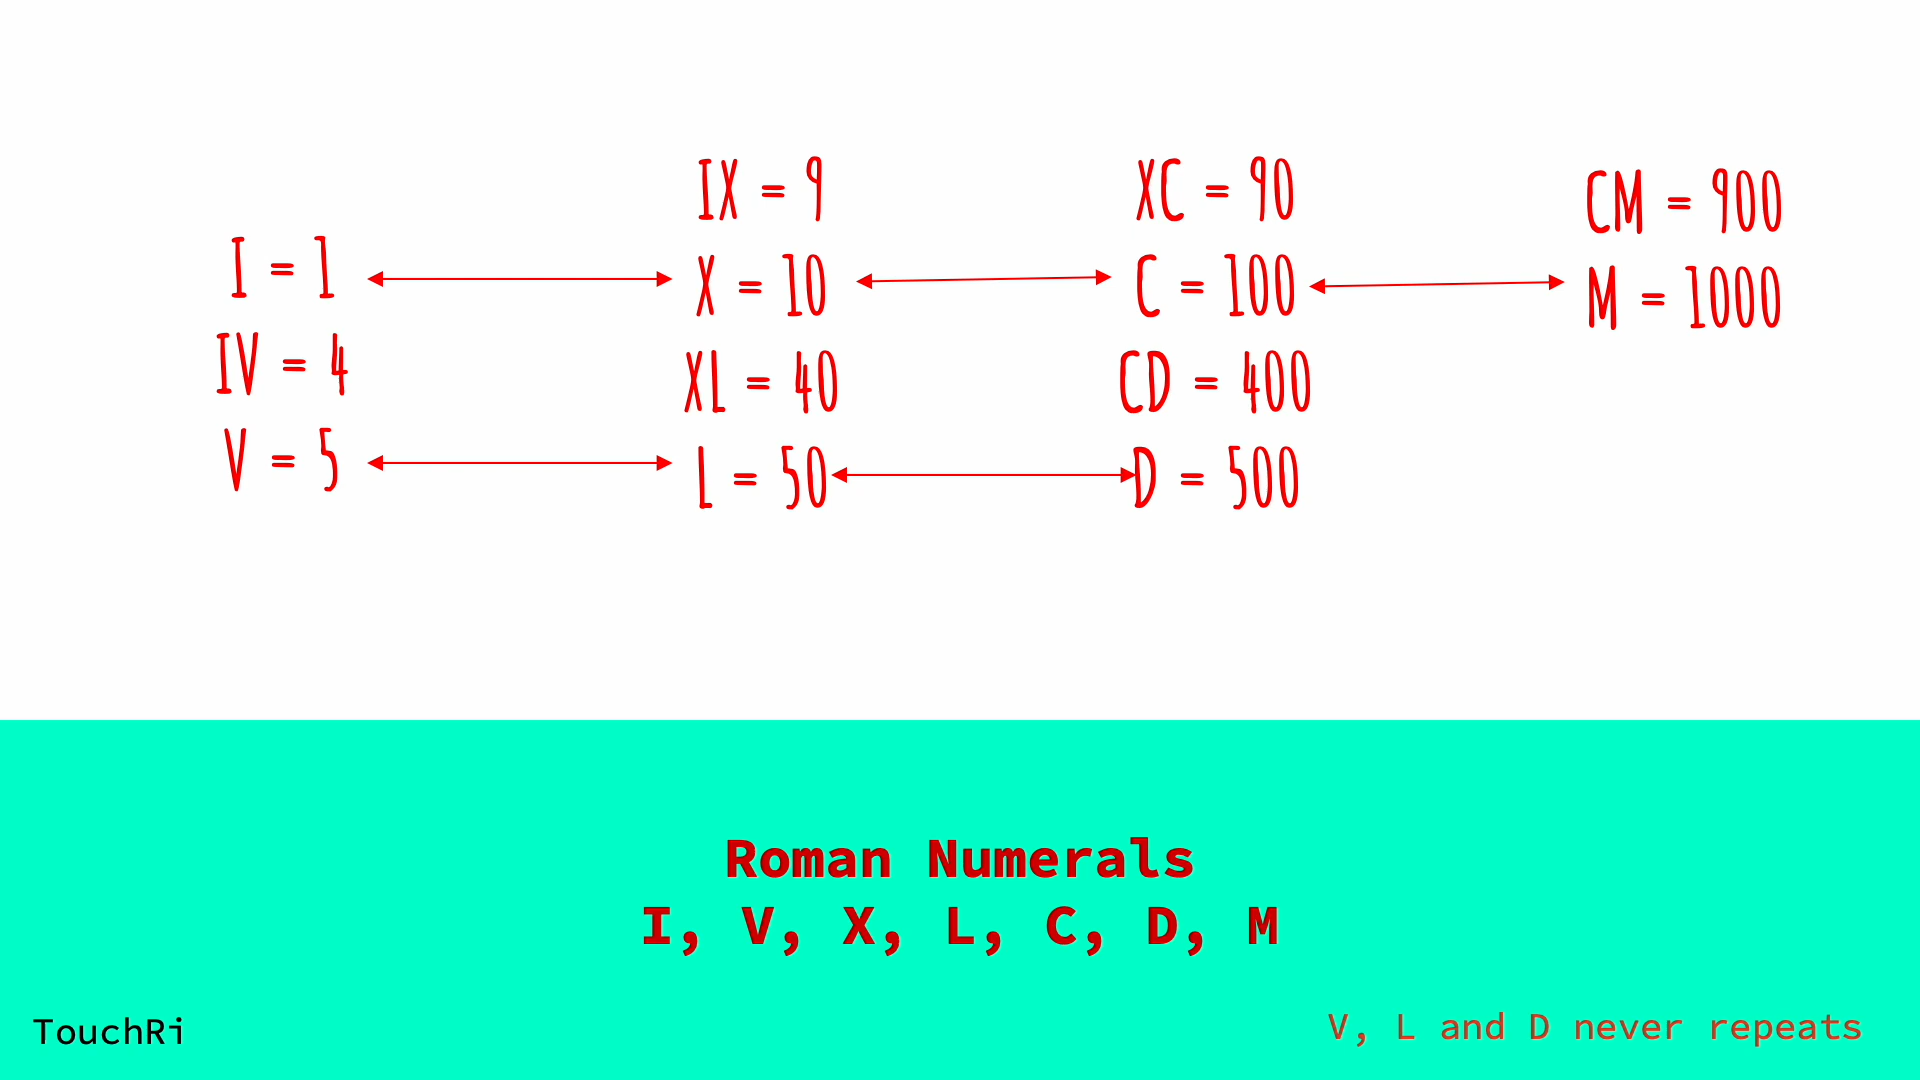 I = 1
IV = 4
V = 5
IX = 9
X = 10
XL = 40
L = 50
XC = 90
C = 100
CD = 400
D = 500
CM = 900
M = 1000
Roman Numerals
I, V, X, L, C, D, M
TouchRi
V, L and D never repeats